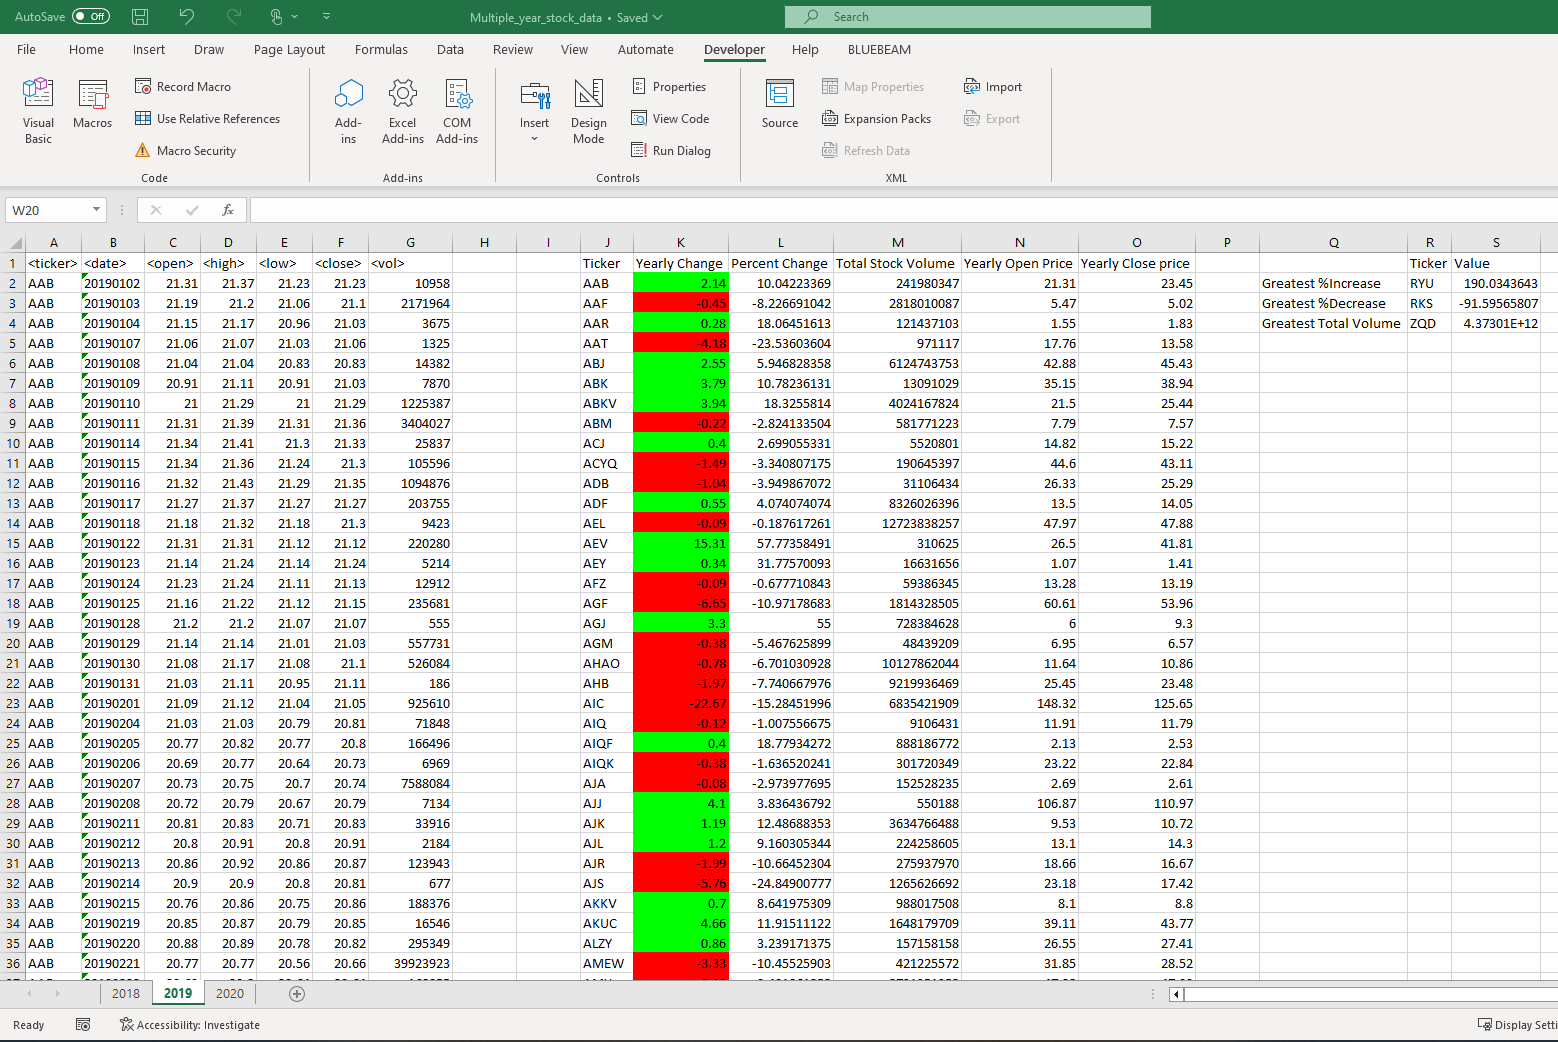 AutoSave Off Multiple_year_stock_data • Saved Search
File Home Insert Draw Page Layout Formulas Data Review View Automate Developer Help BLUEBEAM
Visual Basic
Macros
Record Macro
Use Relative References
Macro Security
Code
Add-ins
Excel Add-ins
COM Add-ins
Add-ins
Insert
Design Mode
Properties
View Code
Run Dialog
Controls
Source
Map Properties
Expansion Packs
Refresh Data
Import
Export
XML
W20 fx
A B C D E F G H I J K L M N O P Q R S
1 <ticker> <date> <open> <high> <low> <close> <vol> Ticker Yearly Change Percent Change Total Stock Volume Yearly Open Price Yearly Close price Ticker Value
2 AAB 20190102 21.31 21.37 21.23 21.23 10958 AAB 2.14 10.04223369 241980347 21.31 23.45 Greatest %Increase RYU 190.0343643
3 AAB 20190103 21.19 21.2 21.06 21.1 2171964 AAF -0.45 -8.226691042 2818010087 5.47 5.02 Greatest %Decrease RKS -91.59565807
4 AAB 20190104 21.15 21.17 20.96 21.03 3675 AAR 0.28 18.06451613 121437103 1.55 1.83 Greatest Total Volume ZQD 4.37301E+12
5 AAB 20190107 21.06 21.07 21.03 21.06 1325 AAT -4.18 -23.53603604 971117 17.76 13.58
6 AAB 20190108 21.04 21.04 20.83 20.83 14382 ABJ 2.55 5.946828358 6124743753 42.88 45.43
7 AAB 20190109 20.91 21.11 20.91 21.03 7870 ABK 3.79 10.78236131 13091029 35.15 38.94
8 AAB 20190110 21 21.29 21 21.29 1225387 ABKV 3.94 18.3255814 4024167824 21.5 25.44
9 AAB 20190111 21.31 21.39 21.31 21.36 3404027 ABM -0.22 -2.824133504 581771223 7.79 7.57
10 AAB 20190114 21.34 21.41 21.3 21.33 25837 ACJ 0.4 2.699055331 5520801 14.82 15.22
11 AAB 20190115 21.34 21.36 21.24 21.3 105596 ACYQ -1.49 -3.340807175 190645397 44.6 43.11
12 AAB 20190116 21.32 21.43 21.29 21.35 1094876 ADB -1.04 -3.949867072 31106434 26.33 25.29
13 AAB 20190117 21.27 21.37 21.27 21.27 203755 ADF 0.55 4.074074074 8326026396 13.5 14.05
14 AAB 20190118 21.18 21.32 21.18 21.3 9423 AEL -0.09 -0.187617261 12723838257 47.97 47.88
15 AAB 20190122 21.31 21.31 21.12 21.12 220280 AEV 15.31 57.77358491 310625 26.5 41.81
16 AAB 20190123 21.14 21.24 21.14 21.24 5214 AEY 0.34 31.77570093 16631656 1.07 1.41
17 AAB 20190124 21.23 21.24 21.11 21.13 12912 AFZ -0.09 -0.677710843 59386345 13.28 13.19
18 AAB 20190125 21.16 21.22 21.12 21.15 235681 AGF -6.65 -10.97178683 1814328505 60.61 53.96
19 AAB 20190128 21.2 21.2 21.07 21.07 555 AGJ 3.3 55 728384628 6 9.3
20 AAB 20190129 21.14 21.14 21.01 21.03 557731 AGM -0.38 -5.467625899 48439209 6.95 6.57
21 AAB 20190130 21.08 21.17 21.08 21.1 526084 AHAO -0.78 -6.701030928 10127862044 11.64 10.86
22 AAB 20190131 21.03 21.11 20.95 21.11 186 AHB -1.97 -7.740667976 9219936469 25.45 23.48
23 AAB 20190201 21.09 21.12 21.04 21.05 925610 AIC -22.67 -15.28451996 6835421909 148.32 125.65
24 AAB 20190204 21.03 21.03 20.79 20.81 71848 AIQ -0.12 -1.007556675 9106431 11.91 11.79
25 AAB 20190205 20.77 20.82 20.77 20.8 166496 AIQF 0.4 18.77934272 888186772 2.13 2.53
26 AAB 20190206 20.69 20.77 20.64 20.73 6969 AIQK -0.38 -1.636520241 301720349 23.22 22.84
27 AAB 20190207 20.73 20.75 20.7 20.74 7588084 AJA -0.08 -2.973977695 152528235 2.69 2.61
28 AAB 20190208 20.72 20.79 20.67 20.79 7134 AJJ 4.1 3.836436792 550188 106.87 110.97
29 AAB 20190211 20.81 20.83 20.71 20.83 33916 AJK 1.19 12.48688353 3634766488 9.53 10.72
30 AAB 20190212 20.8 20.91 20.8 20.91 2184 AJL 1.2 9.160305344 224258605 13.1 14.3
31 AAB 20190213 20.86 20.92 20.86 20.87 123943 AJR -1.99 -10.66452304 275937970 18.66 16.67
32 AAB 20190214 20.9 20.9 20.8 20.81 677 AJS -5.76 -24.84900777 1265626692 23.18 17.42
33 AAB 20190215 20.76 20.86 20.75 20.86 188376 AKKV 0.7 8.641975309 988017508 8.1 8.8
34 AAB 20190219 20.85 20.87 20.79 20.85 16546 AKUC 4.66 11.91511122 1648179709 39.11 43.77
35 AAB 20190220 20.88 20.89 20.78 20.82 295349 ALZY 0.86 3.239171375 157158158 26.55 27.41
36 AAB 20190221 20.77 20.77 20.56 20.66 39923923 AMEW -3.33 -10.45525903 421225572 31.85 28.52
2018 2019 2020
Ready Accessibility: Investigate Display Setti